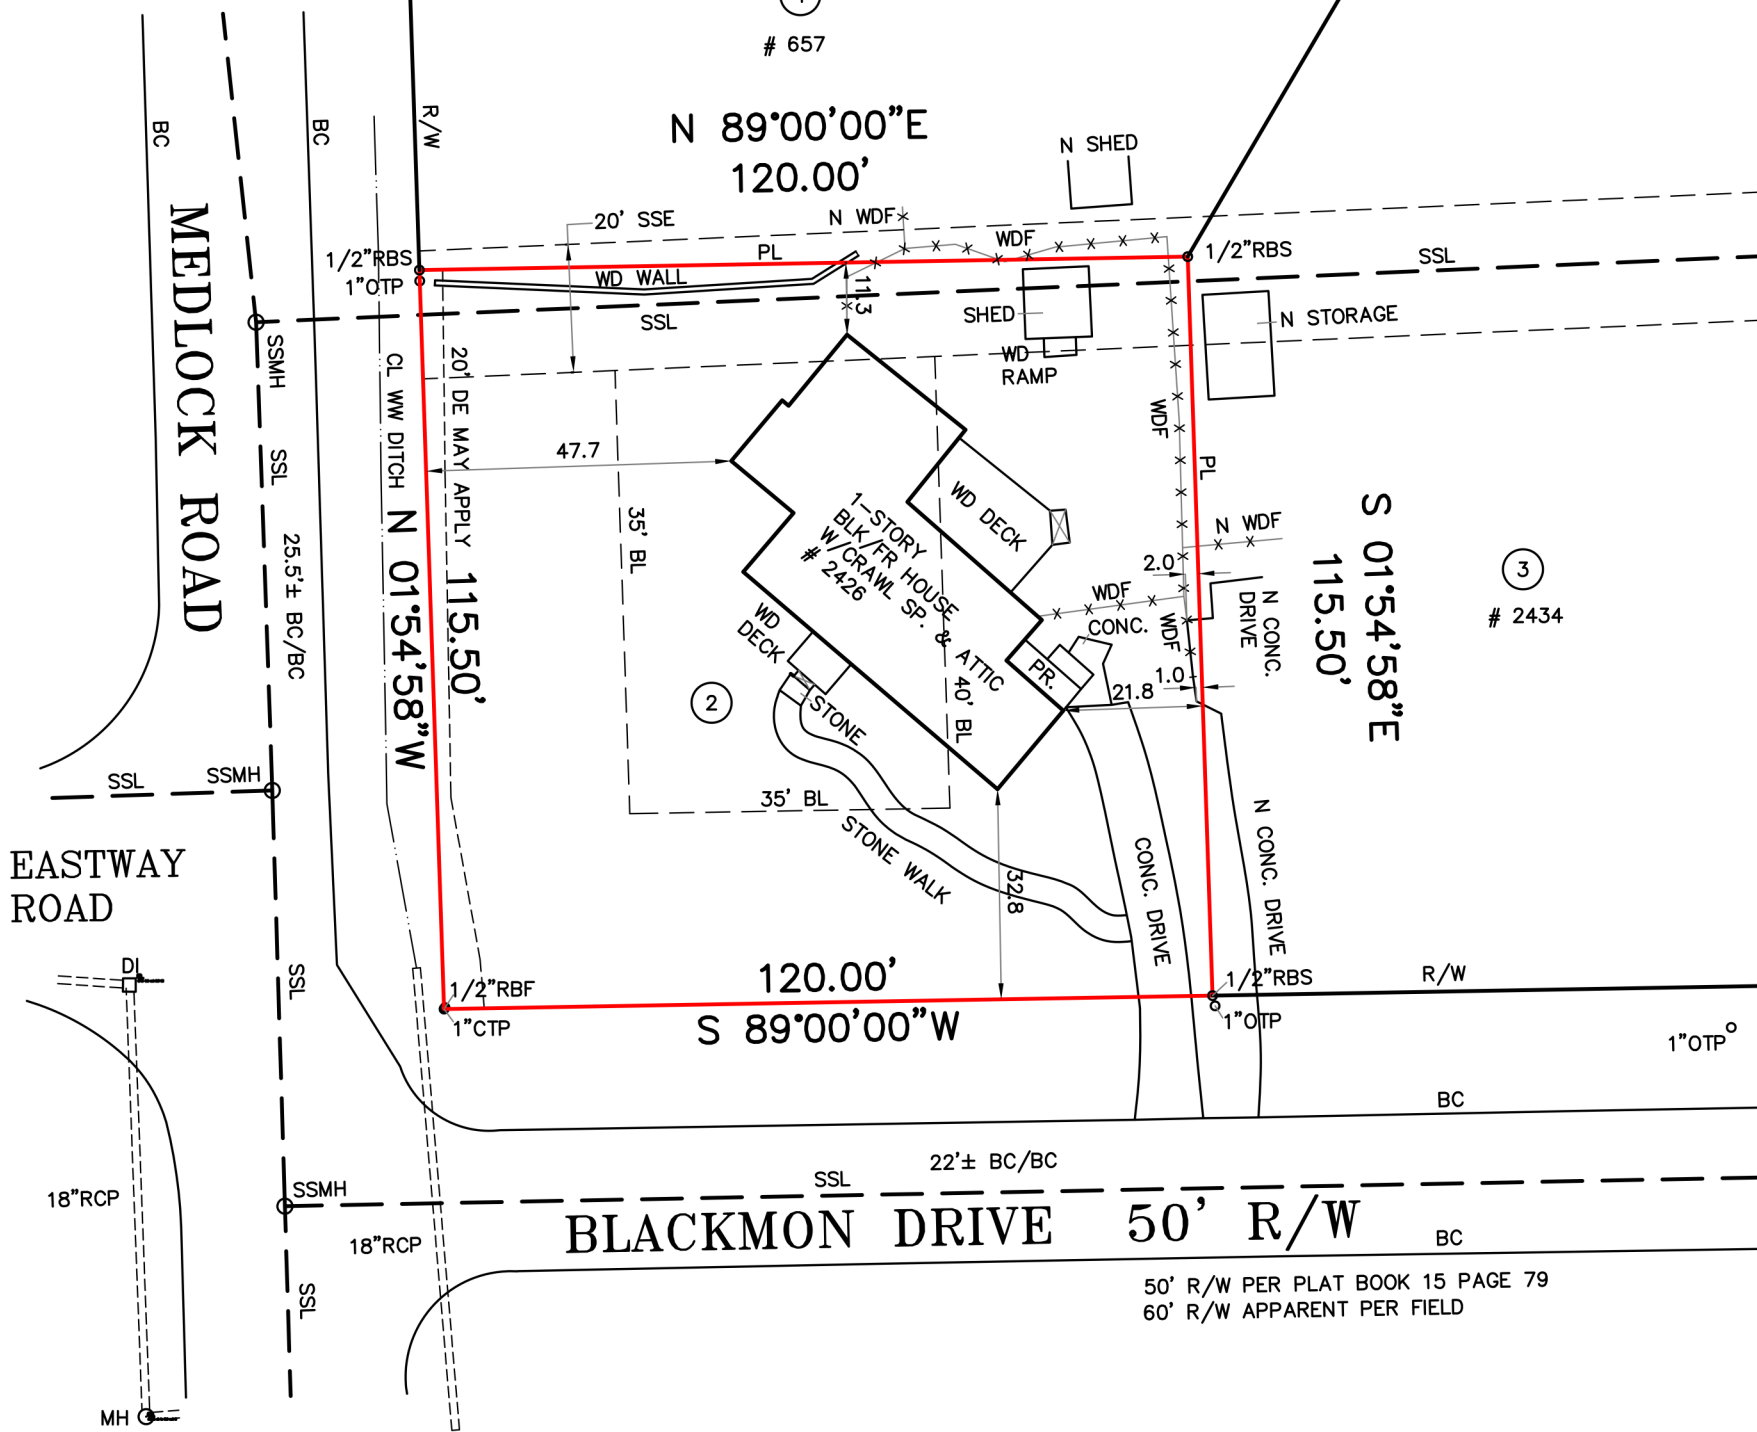 # 657
N 89°00'00"E
120.00'
N SHED
BC
BC
R/W
MEDLOCK ROAD
20' SSE
N WDF
WDF
PL
1/2"RBS
1/2"RBS
SSL
1"OTP
WD WALL
11.3
SHED
N STORAGE
SSL
SSMH
CL WW DITCH
20' DE MAY APPLY
WD
RAMP
WDF
PL
47.7
SSL
35' BL
WD DECK
1-STORY
BLK/FR HOUSE
W/CRAWL SP. & ATTIC
# 2426
N WDF
S 01°54'58"E
115.50'
3
# 2434
25.5'± BC/BC
N 01°54'58"W
115.50'
2.0
WDF
WDF
N CONC.
DRIVE
CONC.
WD
DECK
PR.
1.0
21.8
40' BL
2
STONE
SSL
SSMH
35' BL
STONE WALK
CONC. DRIVE
N CONC. DRIVE
32.8
EASTWAY
ROAD
DI
SSL
120.00'
1/2"RBF
1/2"RBS
R/W
1"CTP
S 89°00'00"W
1"OTP
1"OTP
BC
22'± BC/BC
SSL
SSMH
18"RCP
18"RCP
BLACKMON DRIVE 50' R/W
BC
50' R/W PER PLAT BOOK 15 PAGE 79
60' R/W APPARENT PER FIELD
SSL
MH